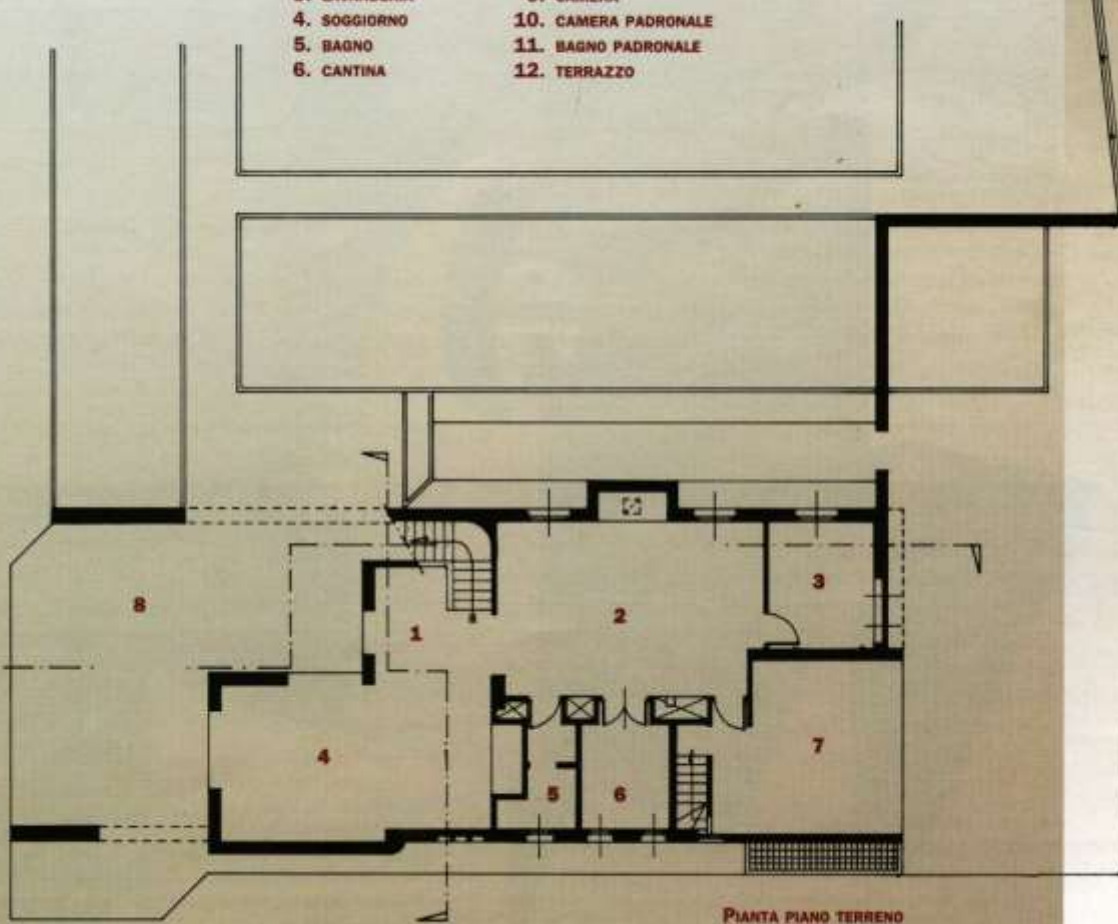 4. SOGGIORNO
5. BAGNO
6. CANTINA
10. CAMERA PADRONALE
11. BAGNO PADRONALE
12. TERRAZZO
8
1
2
3
4
5
6
7
PIANTA PIANO TERRENO